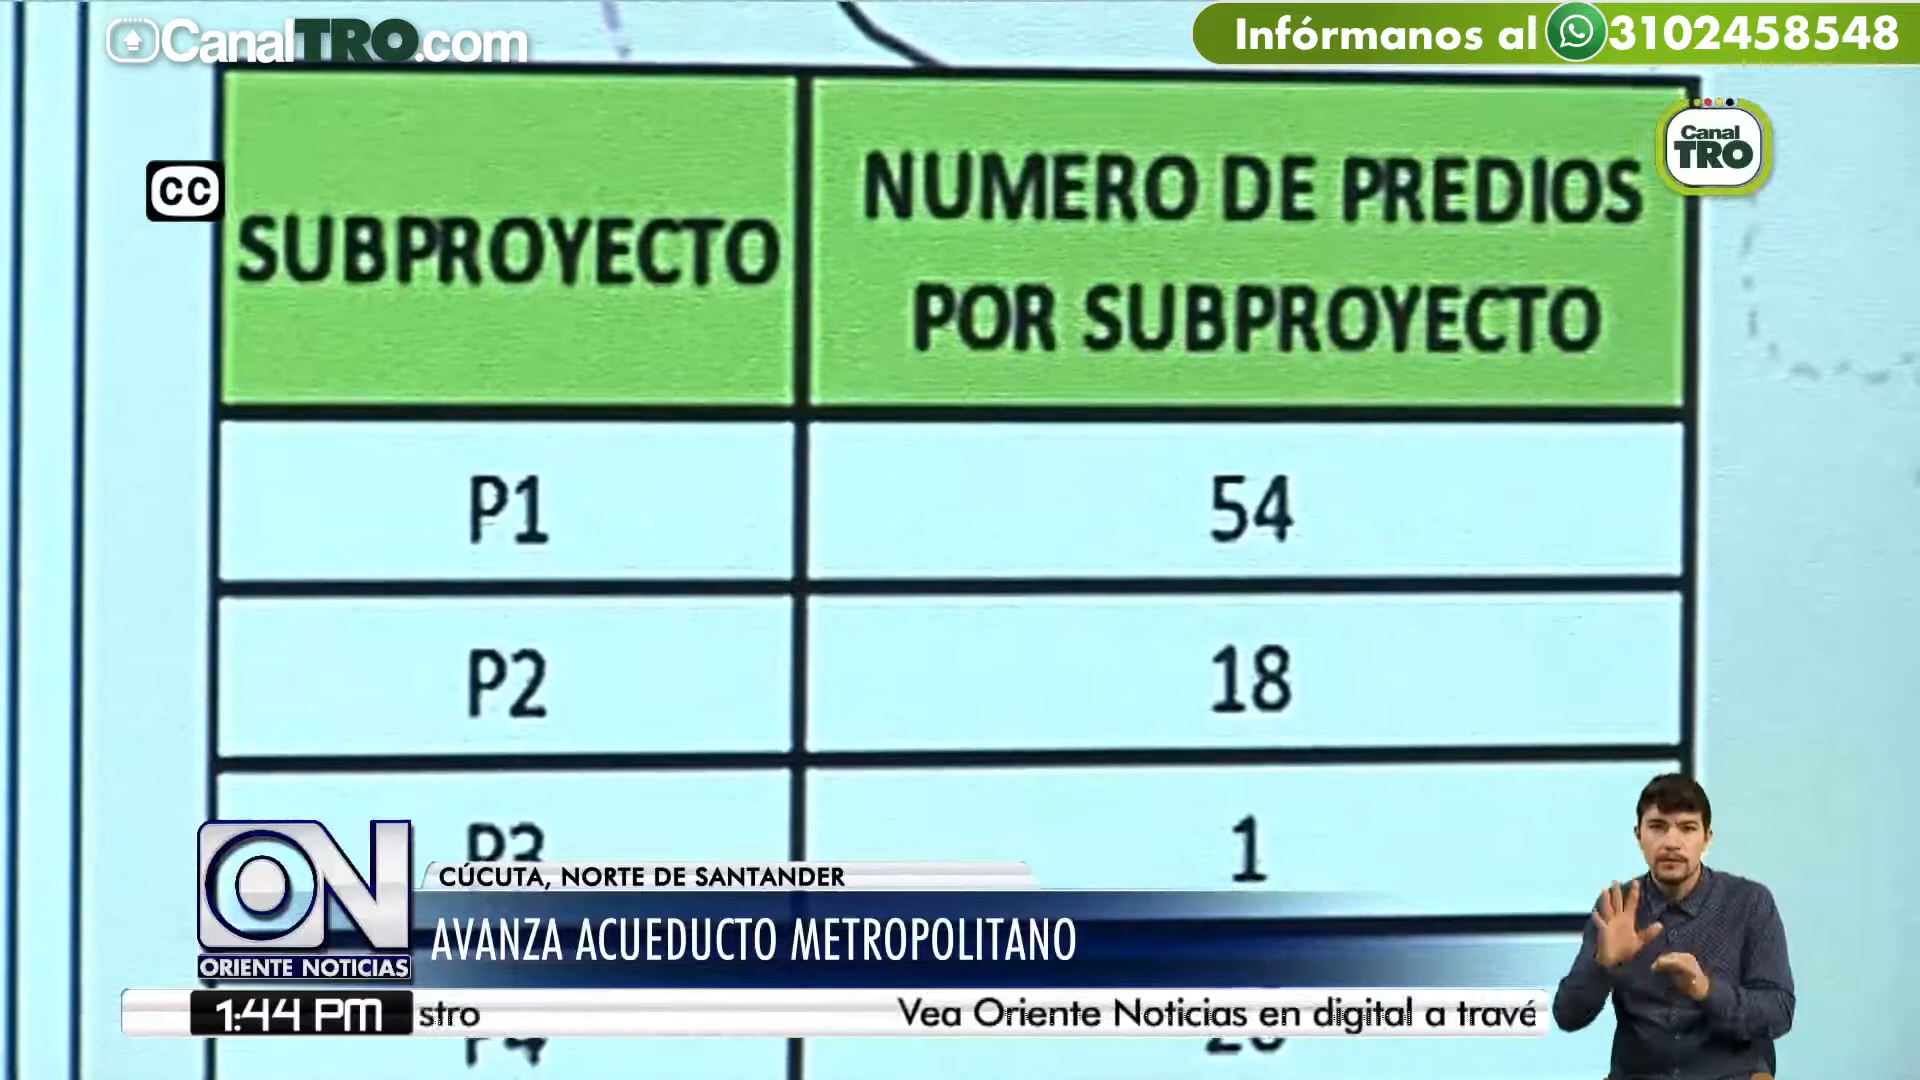 CanalTRO.com
Infórmanos al 3102458548
Canal
TRO
CC
SUBPROYECTO
NUMERO DE PREDIOS
POR SUBPROYECTO
P1
54
P2
18
P3
1
CÚCUTA, NORTE DE SANTANDER
AVANZA ACUEDUCTO METROPOLITANO
ON
ORIENTE NOTICIAS
1:44 PM
stro
Vea Oriente Noticias en digital a travé
P4